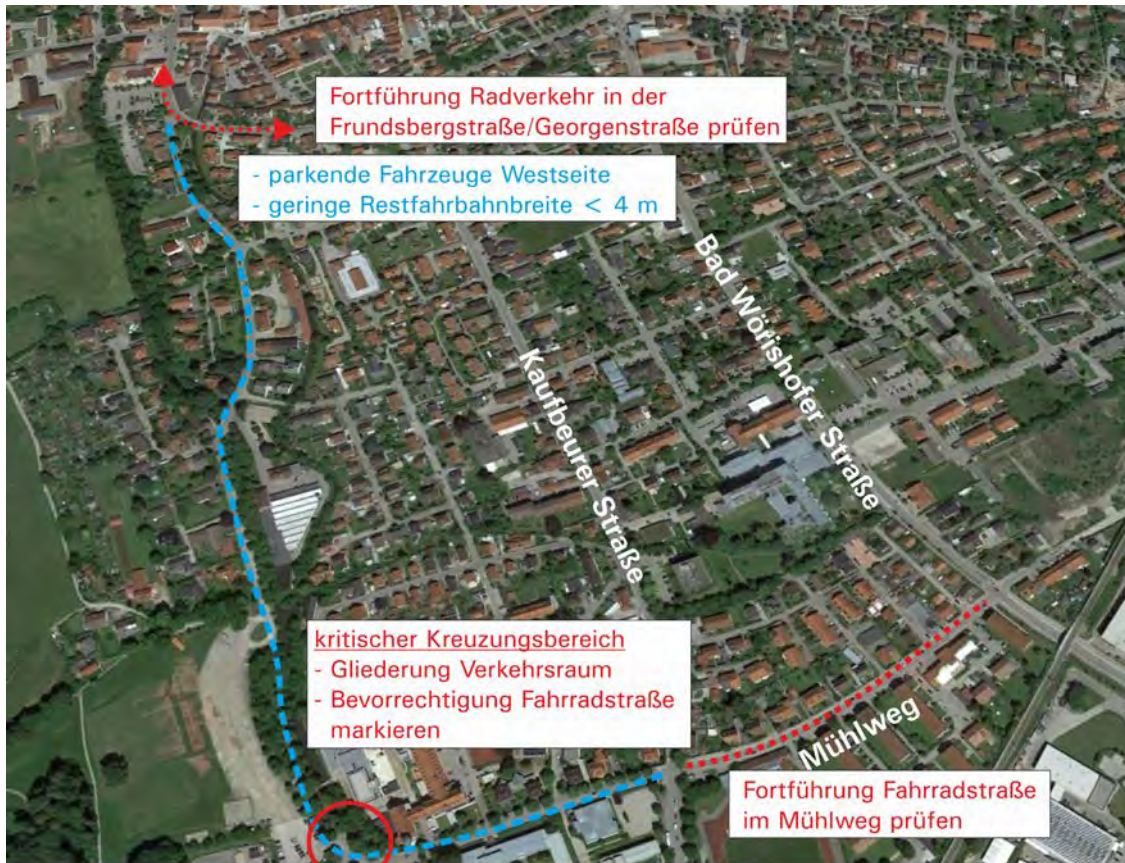 Fortführung Radverkehr in der
Frundsbergstraße/Georgenstraße prüfen
- parkende Fahrzeuge Westseite
- geringe Restfahrbahnbreite < 4 m
Bad Wörishofer Straße
Kaufbeurer Straße
kritischer Kreuzungsbereich
- Gliederung Verkehrsraum
- Bevorrechtigung Fahrradstraße
markieren
Mühlweg
Fortführung Fahrradstraße
im Mühlweg prüfen